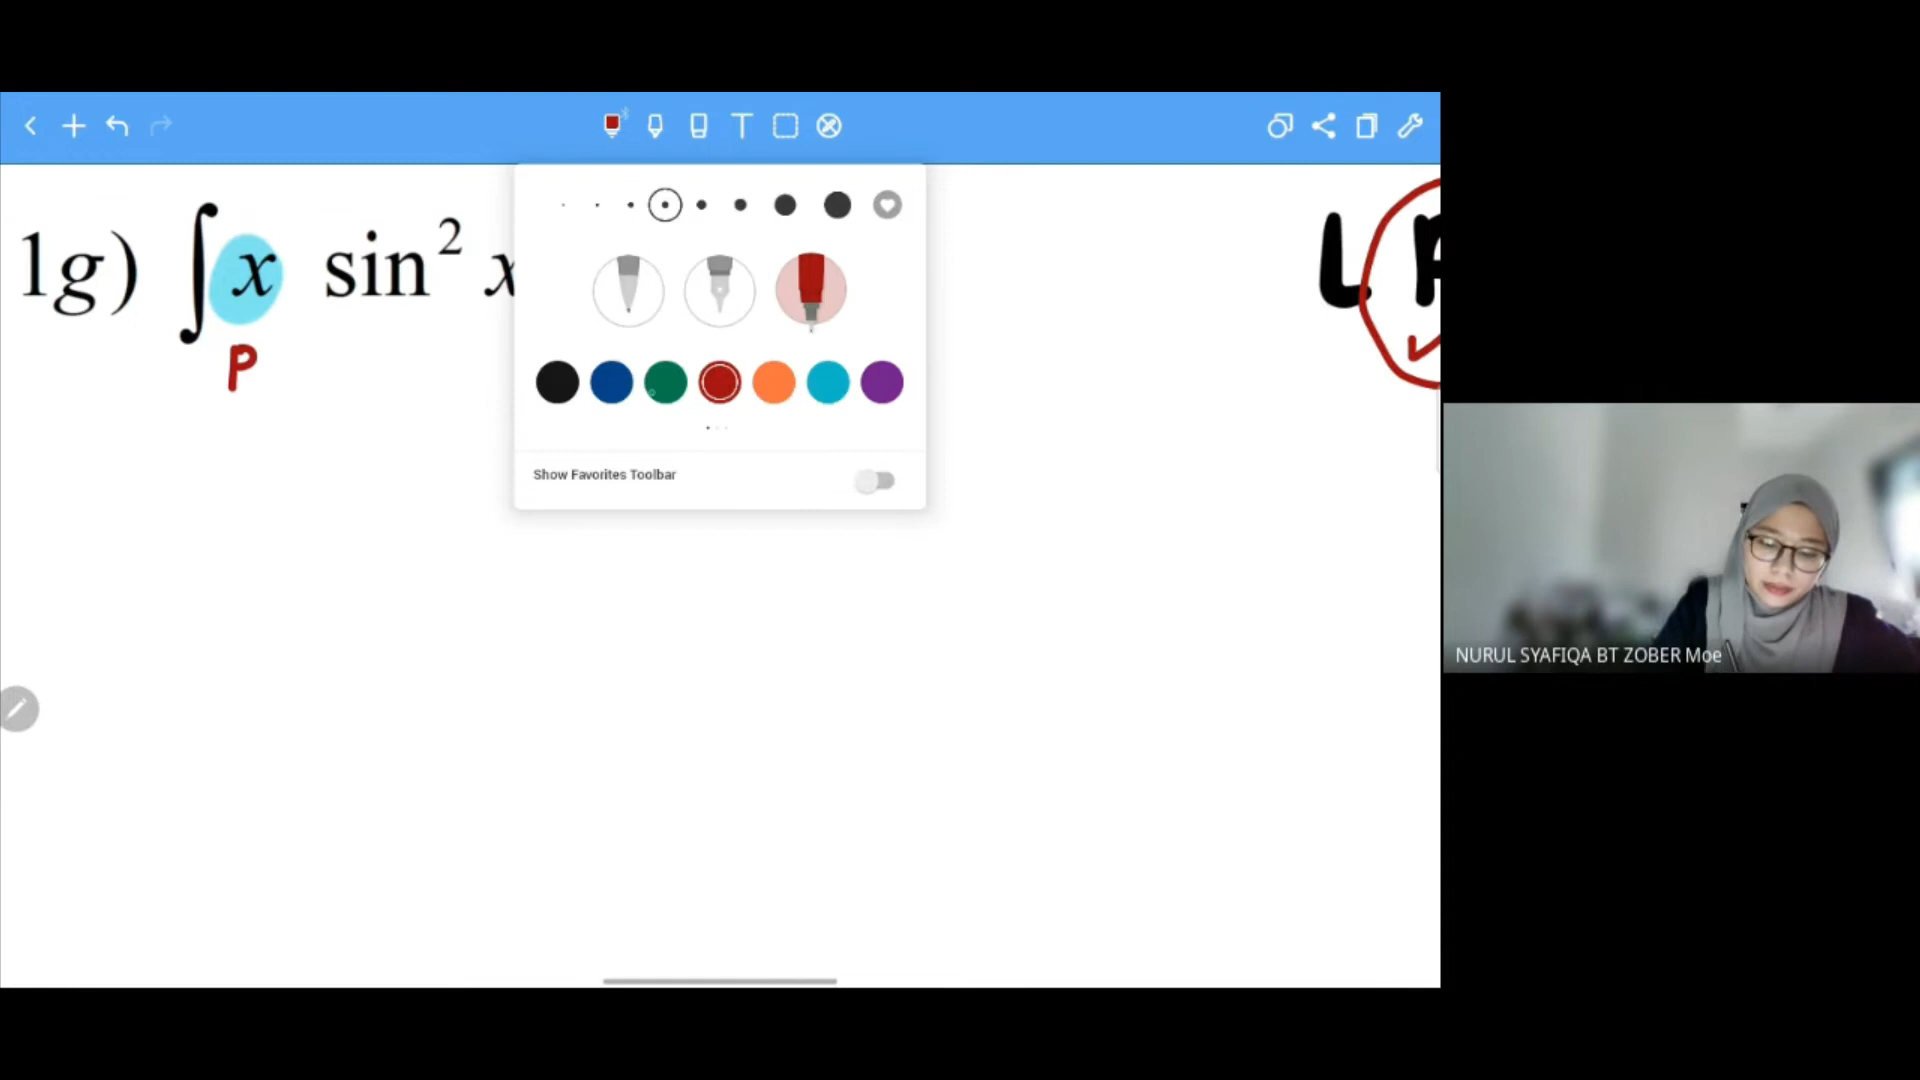 1g) ∫ x sin² x
L
P
Show Favorites Toolbar
NURUL SYAFIQA BT ZOBER Moe